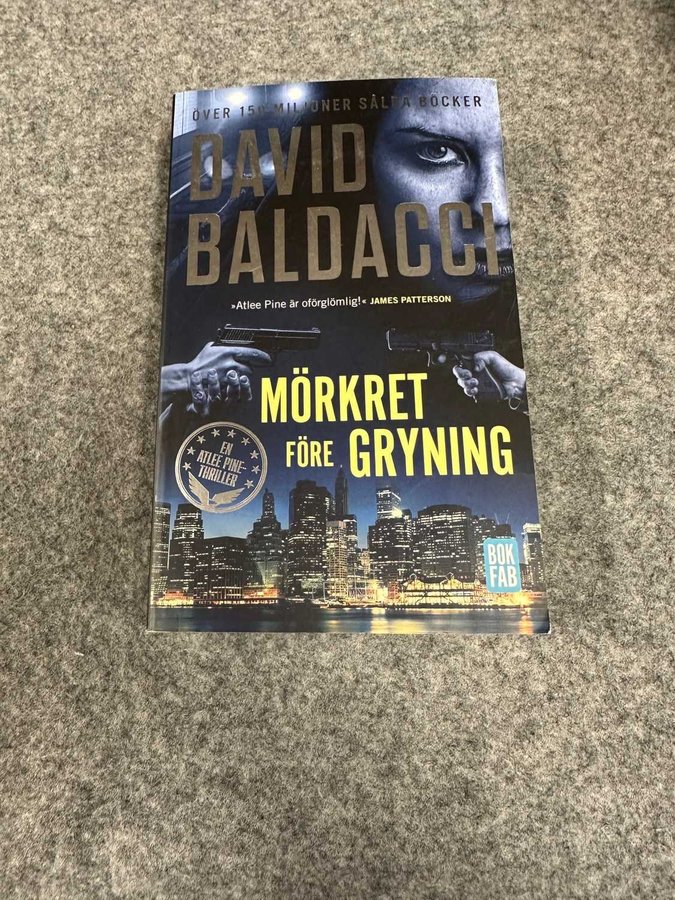 ÖVER 150 MILJONER SÅLDA BÖCKER
DAVID
BALDACCI
»Atlee Pine är oförglömlig!« JAMES PATTERSON
MÖRKRET
FÖRE GRYNING
EN
ATLEE PINE-
THRILLER
BOK
FAB